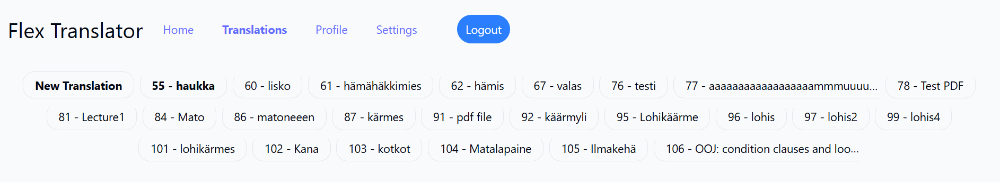 Flex Translator Home Translations Profile Settings Logout
New Translation 55 - haukka 60 - lisko 61 - hämähäkkimies 62 - hämis 67 - valas 76 - testi 77 - aaaaaaaaaaaaaaaaaammmuuuu... 78 - Test PDF
81 - Lecture1 84 - Mato 86 - matoneeen 87 - kärmes 91 - pdf file 92 - käärmyli 95 - Lohikäärme 96 - lohis 97 - lohis2 99 - lohis4
101 - lohikärmes 102 - Kana 103 - kotkot 104 - Matalapaine 105 - Ilmakehä 106 - OOJ: condition clauses and loo...